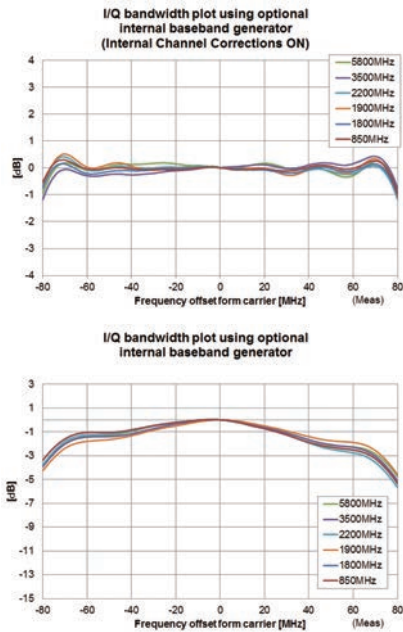 I/Q bandwidth plot using optional
internal baseband generator
(Internal Channel Corrections ON)
4
3
2
1
0
-1
-2
-3
-4
[dB]
5800MHz
3500MHz
2200MHz
1900MHz
1800MHz
850MHz
-80 -60 -40 -20 0 20 40 60 80
Frequency offset form carrier [MHz] (Meas)
I/Q bandwidth plot using optional
internal baseband generator
3
1
-1
-3
-5
-7
-9
-11
-13
-15
[dB]
5800MHz
3500MHz
2200MHz
1900MHz
1800MHz
850MHz
-80 -60 -40 -20 0 20 40 60 80
Frequency offset form carrier [MHz] (Meas)